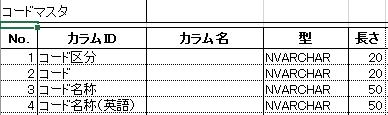 コードマスタ
No. カラムID カラム名 型 長さ
1 コード区分 NVARCHAR 20
2 コード NVARCHAR 20
3 コード名称 NVARCHAR 50
4 コード名称(英語) NVARCHAR 50